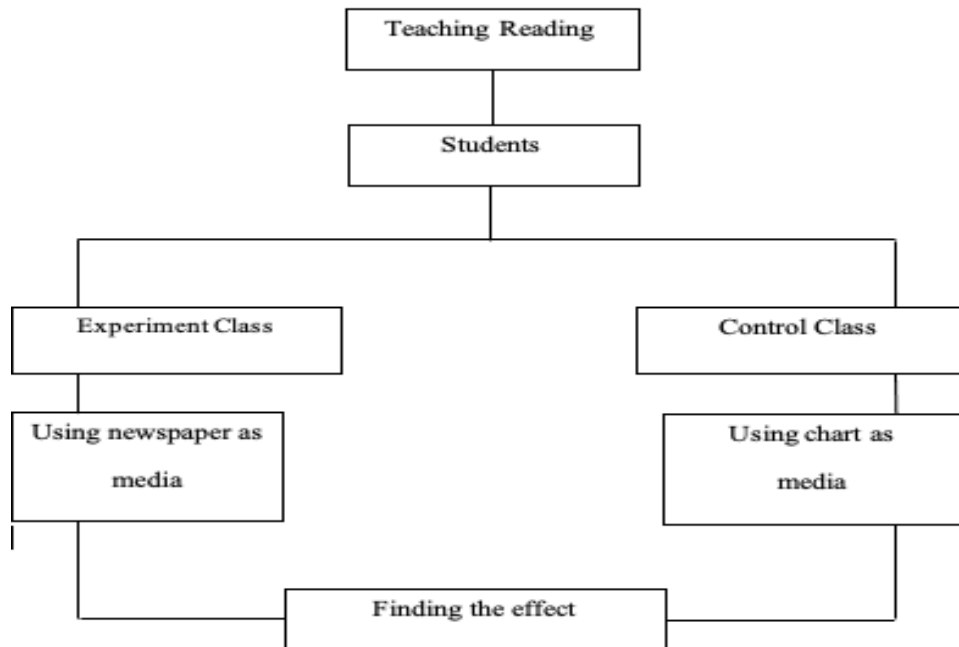 Teaching Reading
Students
Experiment Class
Control Class
Using newspaper as
media
Using chart as
media
Finding the effect